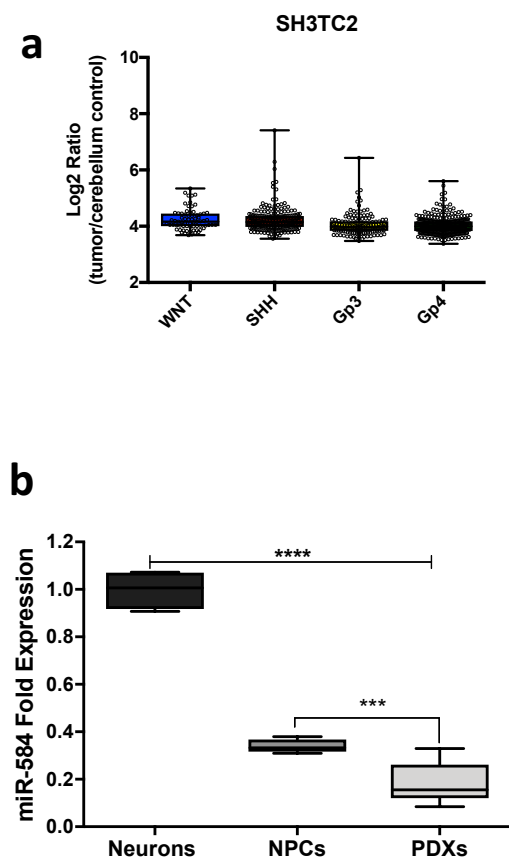 a
SH3TC2
Log2 Ratio
(tumor/cerebellum control)
10
8
6
4
2
WNT
SHH
Gp3
Gp4
b
miR-584 Fold Expression
1.2
1.0
0.8
0.6
0.4
0.2
0.0
****
***
Neurons
NPCs
PDXs